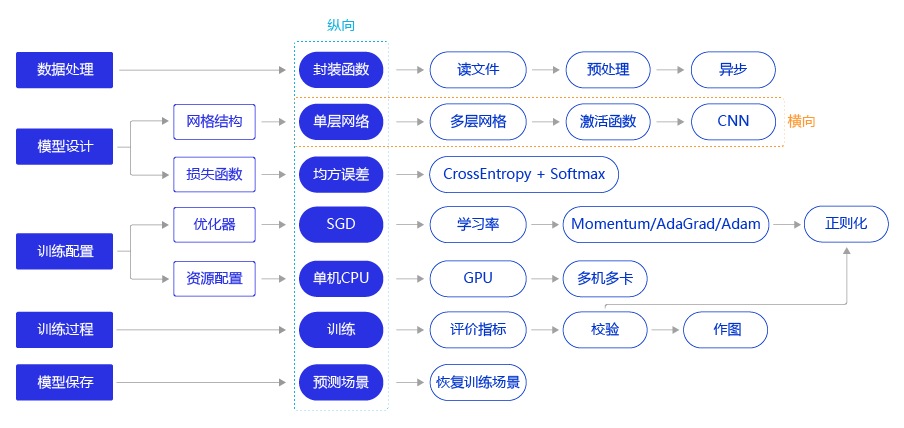 纵向
数据处理
封装函数
读文件
预处理
异步
网格结构
单层网络
多层网格
激活函数
CNN
横向
模型设计
损失函数
均方误差
CrossEntropy + Softmax
优化器
SGD
学习率
Momentum/AdaGrad/Adam
正则化
训练配置
资源配置
单机CPU
GPU
多机多卡
训练过程
训练
评价指标
校验
作图
模型保存
预测场景
恢复训练场景